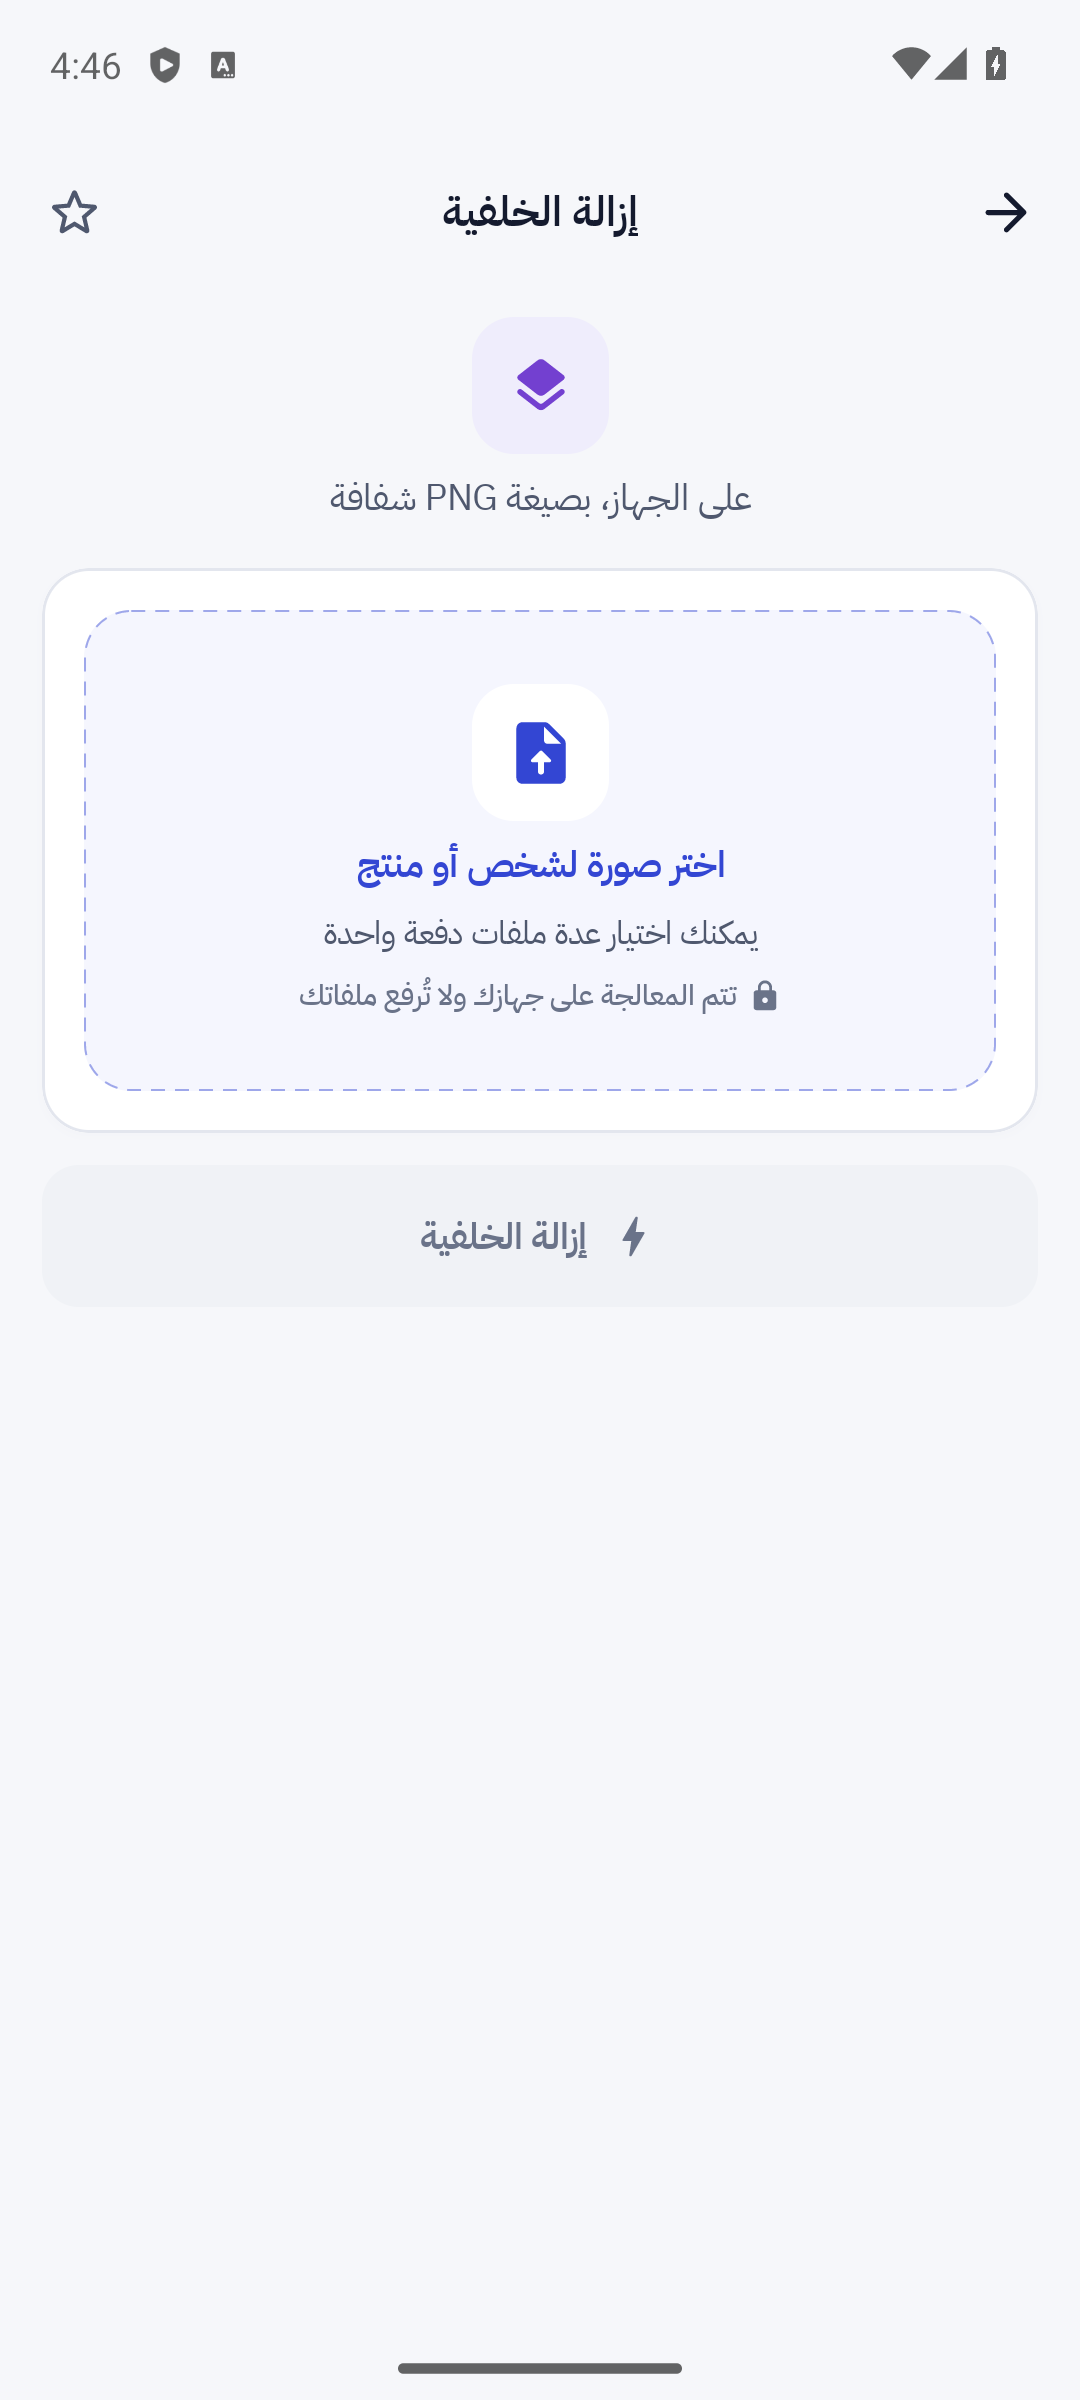 4:46
إزالة الخلفية
على الجهاز، بصيغة PNG شفافة
اختر صورة لشخص أو منتج
يمكنك اختيار عدة ملفات دفعة واحدة
تتم المعالجة على جهازك ولا تُرفع ملفاتك
إزالة الخلفية